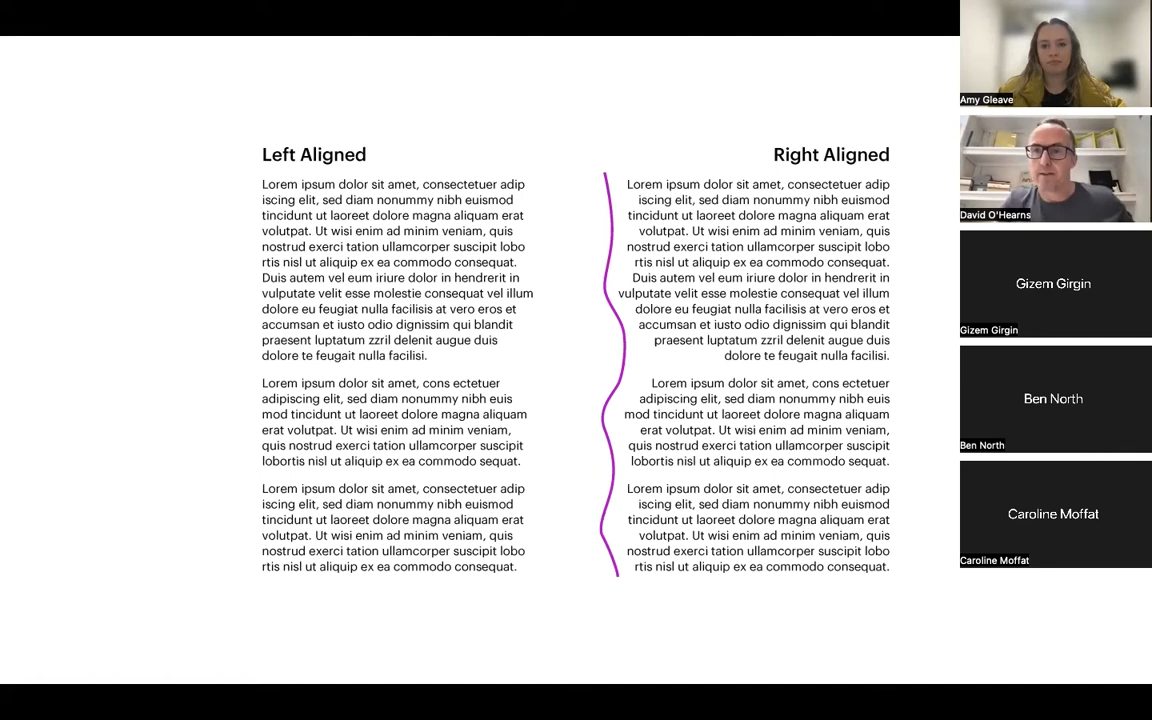 Left Aligned
Lorem ipsum dolor sit amet, consectetuer adip
iscing elit, sed diam nonummy nibh euismod
tincidunt ut laoreet dolore magna aliquam erat
volutpat. Ut wisi enim ad minim veniam, quis
nostrud exerci tation ullamcorper suscipit lobo
rtis nisl ut aliquip ex ea commodo consequat.
Duis autem vel eum iriure dolor in hendrerit in
vulputate velit esse molestie consequat vel illum
dolore eu feugiat nulla facilisis at vero eros et
accumsan et iusto odio dignissim qui blandit
praesent luptatum zzril delenit augue duis
dolore te feugait nulla facilisi.
Lorem ipsum dolor sit amet, cons ectetuer
adipiscing elit, sed diam nonummy nibh euis
mod tincidunt ut laoreet dolore magna aliquam
erat volutpat. Ut wisi enim ad minim veniam,
quis nostrud exerci tation ullamcorper suscipit
lobortis nisl ut aliquip ex ea commodo sequat.
Lorem ipsum dolor sit amet, consectetuer adip
iscing elit, sed diam nonummy nibh euismod
tincidunt ut laoreet dolore magna aliquam erat
volutpat. Ut wisi enim ad minim veniam, quis
nostrud exerci tation ullamcorper suscipit lobo
rtis nisl ut aliquip ex ea commodo consequat.
Right Aligned
Lorem ipsum dolor sit amet, consectetuer adip
iscing elit, sed diam nonummy nibh euismod
tincidunt ut laoreet dolore magna aliquam erat
volutpat. Ut wisi enim ad minim veniam, quis
nostrud exerci tation ullamcorper suscipit lobo
rtis nisl ut aliquip ex ea commodo consequat.
Duis autem vel eum iriure dolor in hendrerit in
vulputate velit esse molestie consequat vel illum
dolore eu feugiat nulla facilisis at vero eros et
accumsan et iusto odio dignissim qui blandit
praesent luptatum zzril delenit augue duis
dolore te feugait nulla facilisi.
Lorem ipsum dolor sit amet, cons ectetuer
adipiscing elit, sed diam nonummy nibh euis
mod tincidunt ut laoreet dolore magna aliquam
erat volutpat. Ut wisi enim ad minim veniam,
quis nostrud exerci tation ullamcorper suscipit
lobortis nisl ut aliquip ex ea commodo sequat.
Lorem ipsum dolor sit amet, consectetuer adip
iscing elit, sed diam nonummy nibh euismod
tincidunt ut laoreet dolore magna aliquam erat
volutpat. Ut wisi enim ad minim veniam, quis
nostrud exerci tation ullamcorper suscipit lobo
rtis nisl ut aliquip ex ea commodo consequat.
Amy Gleave
David O'Hearns
Gizem Girgin
Gizem Girgin
Ben North
Ben North
Caroline Moffat
Caroline Moffat